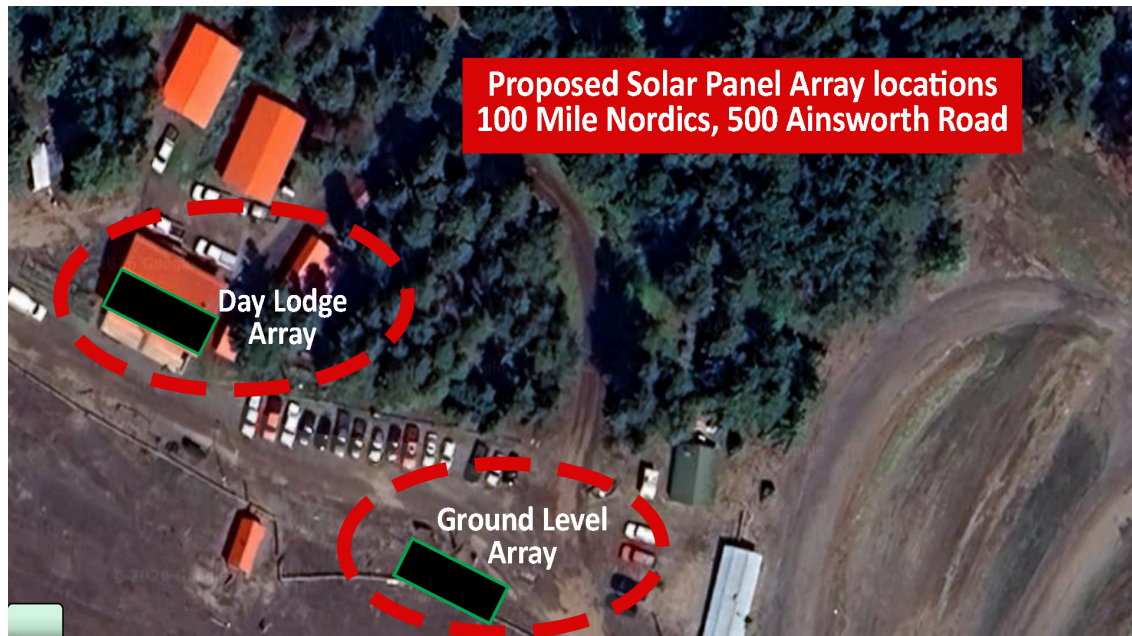 Proposed Solar Panel Array locations
100 Mile Nordics, 500 Ainsworth Road
Day Lodge
Array
Ground Level
Array